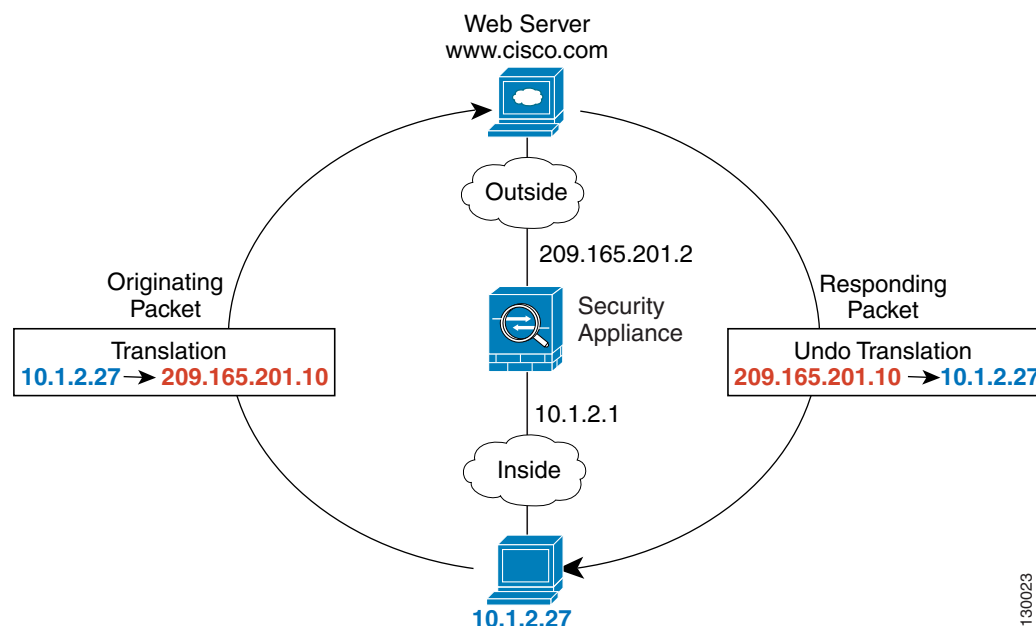 Web Server
www.cisco.com
Outside
209.165.201.2
Originating
Packet
Responding
Packet
Security
Appliance
Translation
10.1.2.27 209.165.201.10
Undo Translation
209.165.201.10 10.1.2.27
10.1.2.1
Inside
10.1.2.27
130023